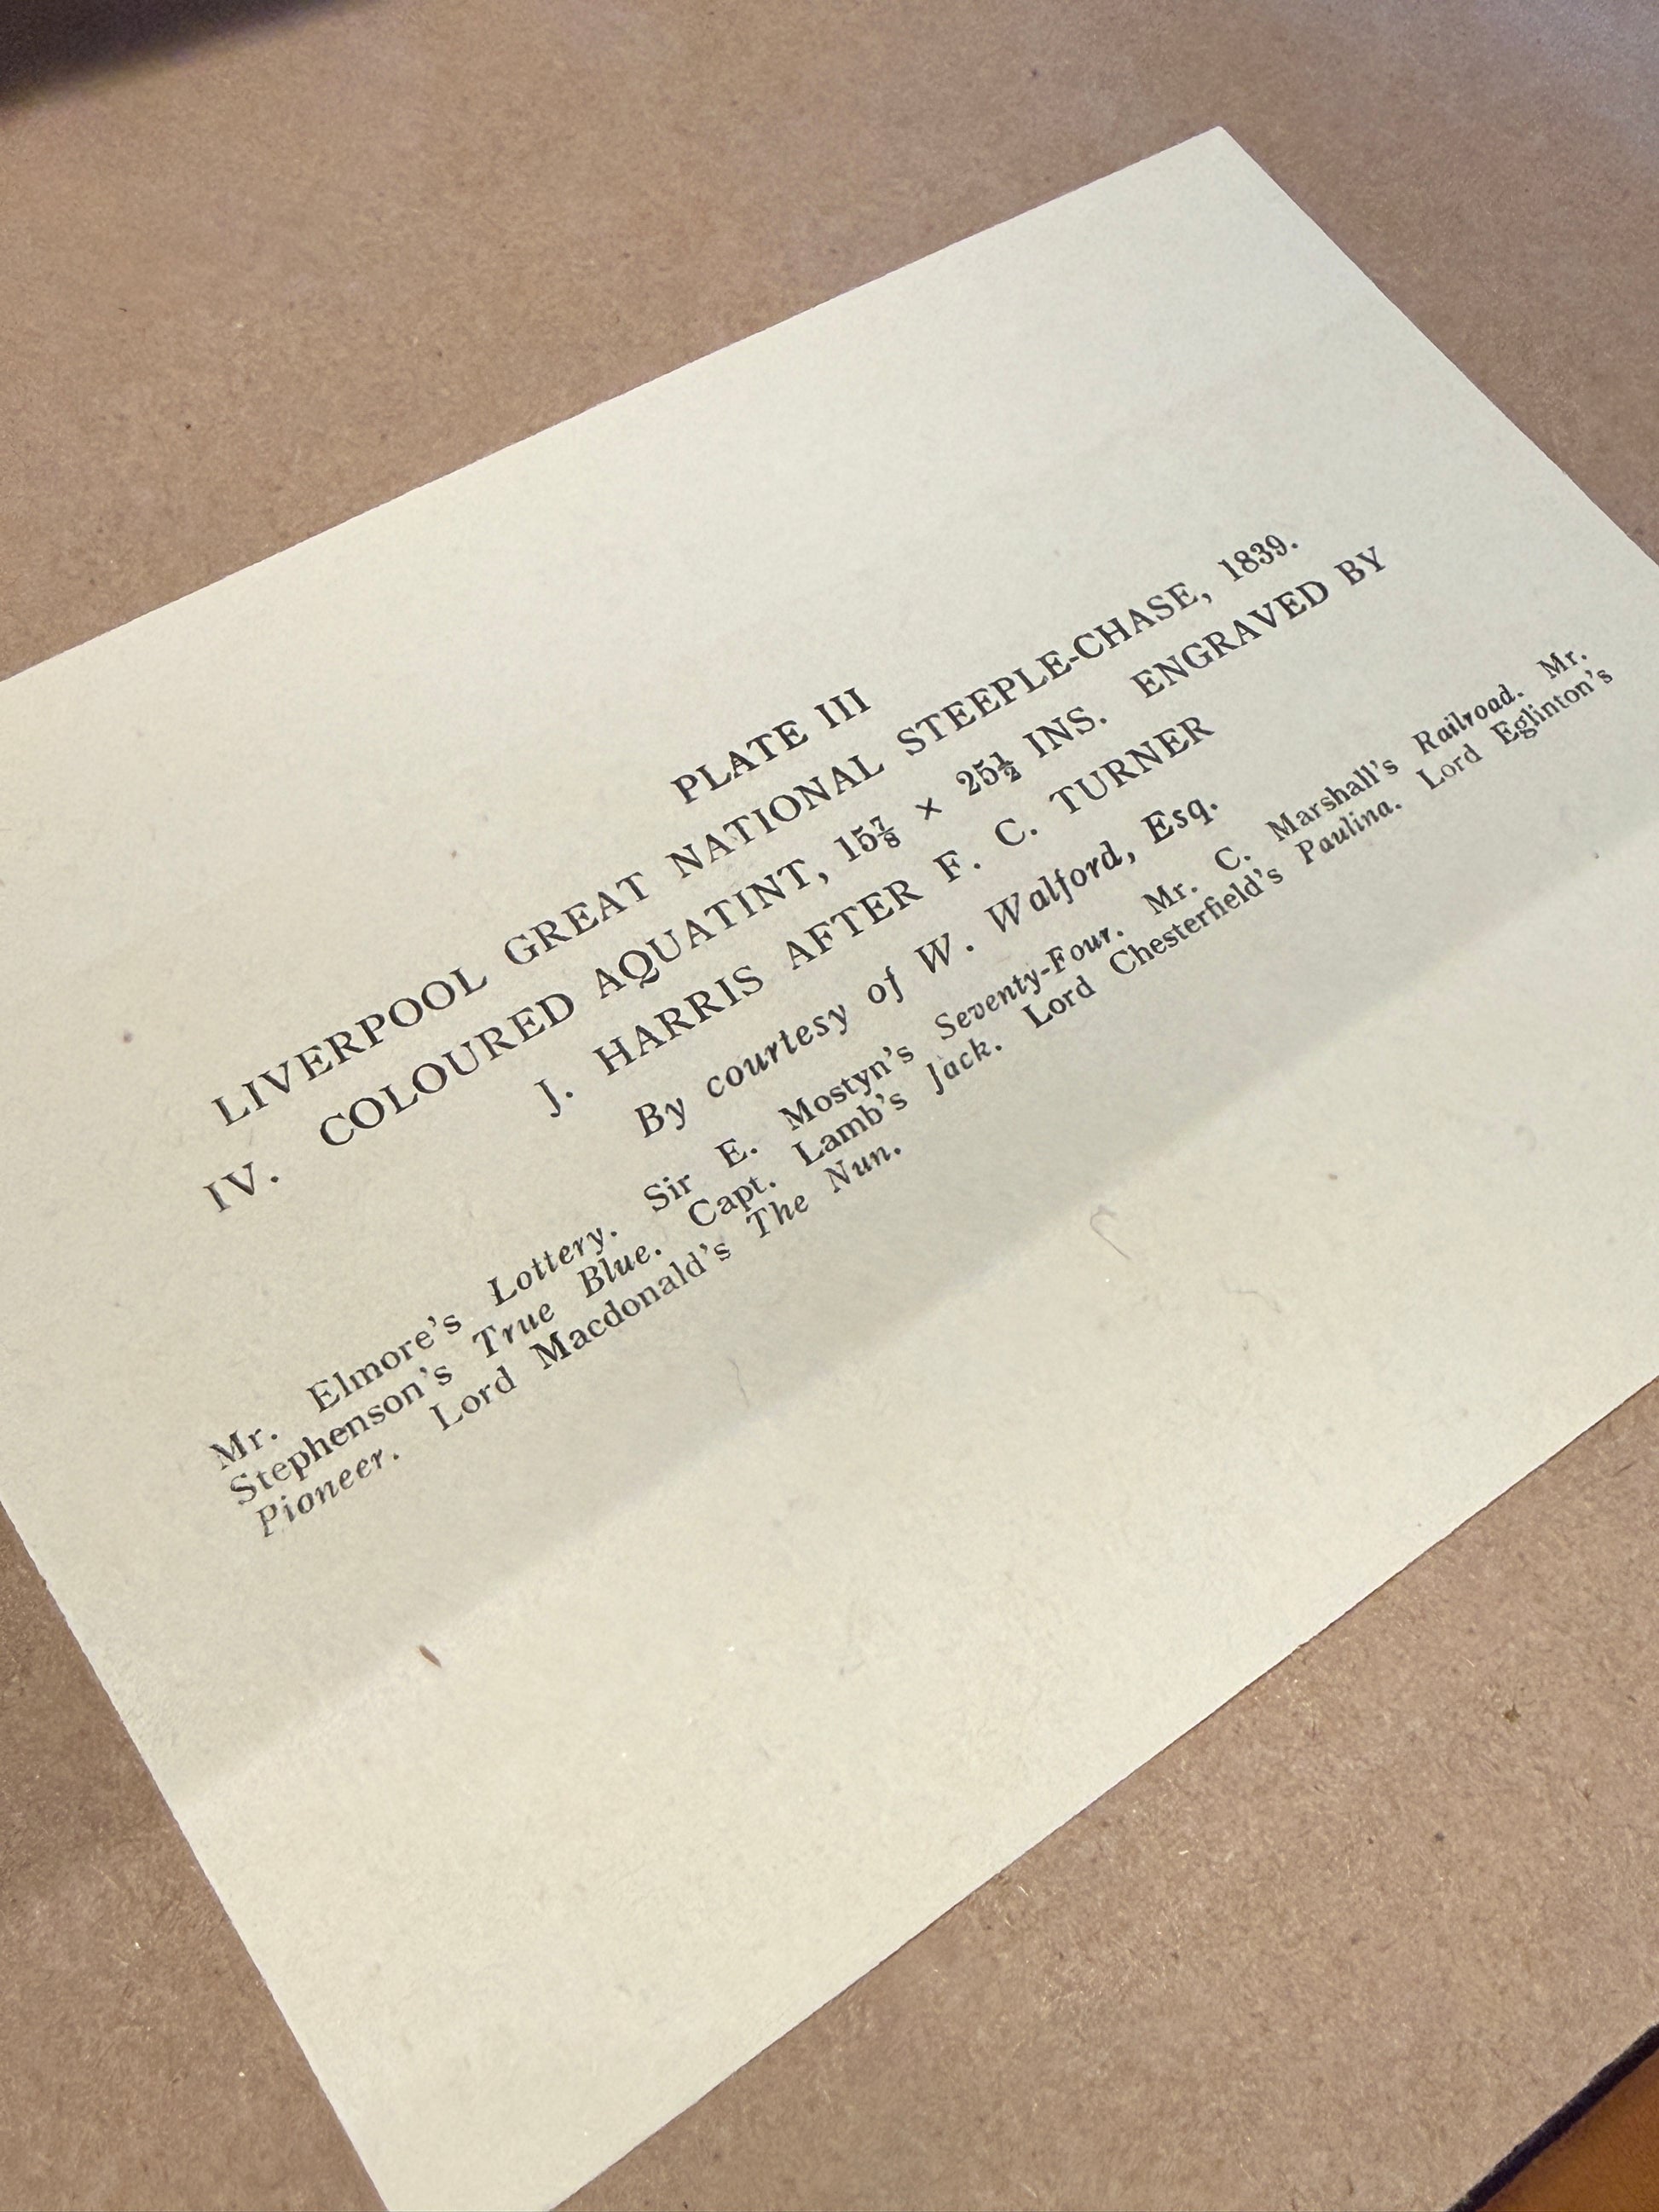 PLATE III
LIVERPOOL GREAT NATIONAL STEEPLE-CHASE, 1839.
IV. COLOURED AQUATINT, 15⅞ × 25½ INS. ENGRAVED BY
J. HARRIS AFTER F. C. TURNER
By courtesy of W. Walford, Esq.
Mr. Elmore's Lottery. Sir E. Mostyn's Seventy-Four. Mr. C. Marshall's Railroad. Mr.
Stephenson's True Blue. Capt. Lamb's Jack. Lord Chesterfield's Paulina. Lord Eglinton's
Pioneer. Lord Macdonald's The Nun.